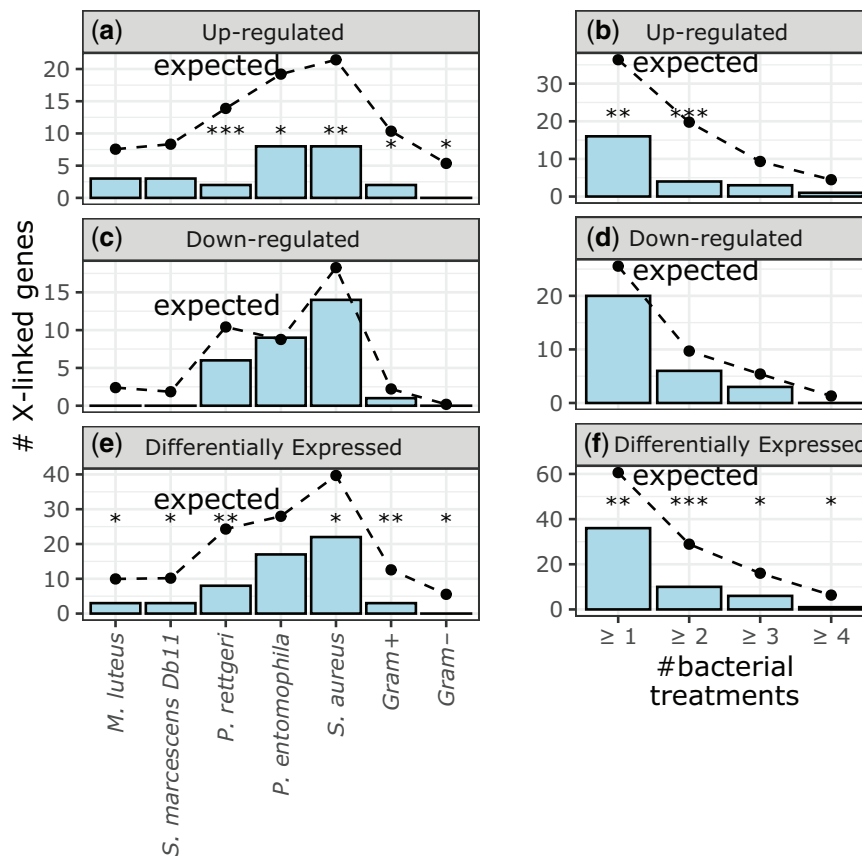 # X-linked genes
(a) Up-regulated
expected
20
15
10
5
0
*** * ** * *
(b) Up-regulated
expected
30
20
10
0
** ***
(c) Down-regulated
expected
15
10
5
0
(d) Down-regulated
expected
20
10
0
(e) Differentially Expressed
expected
40
30
20
10
0
* * ** * ** *
M. luteus
S. marcescens Db11
P. rettgeri
P. entomophila
S. aureus
Gram+
Gram−
(f) Differentially Expressed
expected
60
40
20
0
** *** * *
≥ 1 ≥ 2 ≥ 3 ≥ 4
#bacterial
treatments